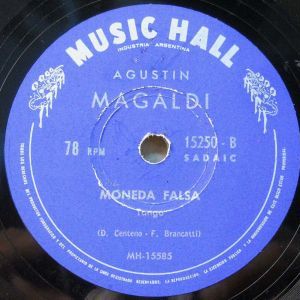 MUSIC HALL
INDUSTRIA ARGENTINA
AGUSTIN
MAGALDI
78 RPM
15250 - B
SADAIC
MONEDA FALSA
Tango
(D. Centeno - F. Brancatti)
MH-15585